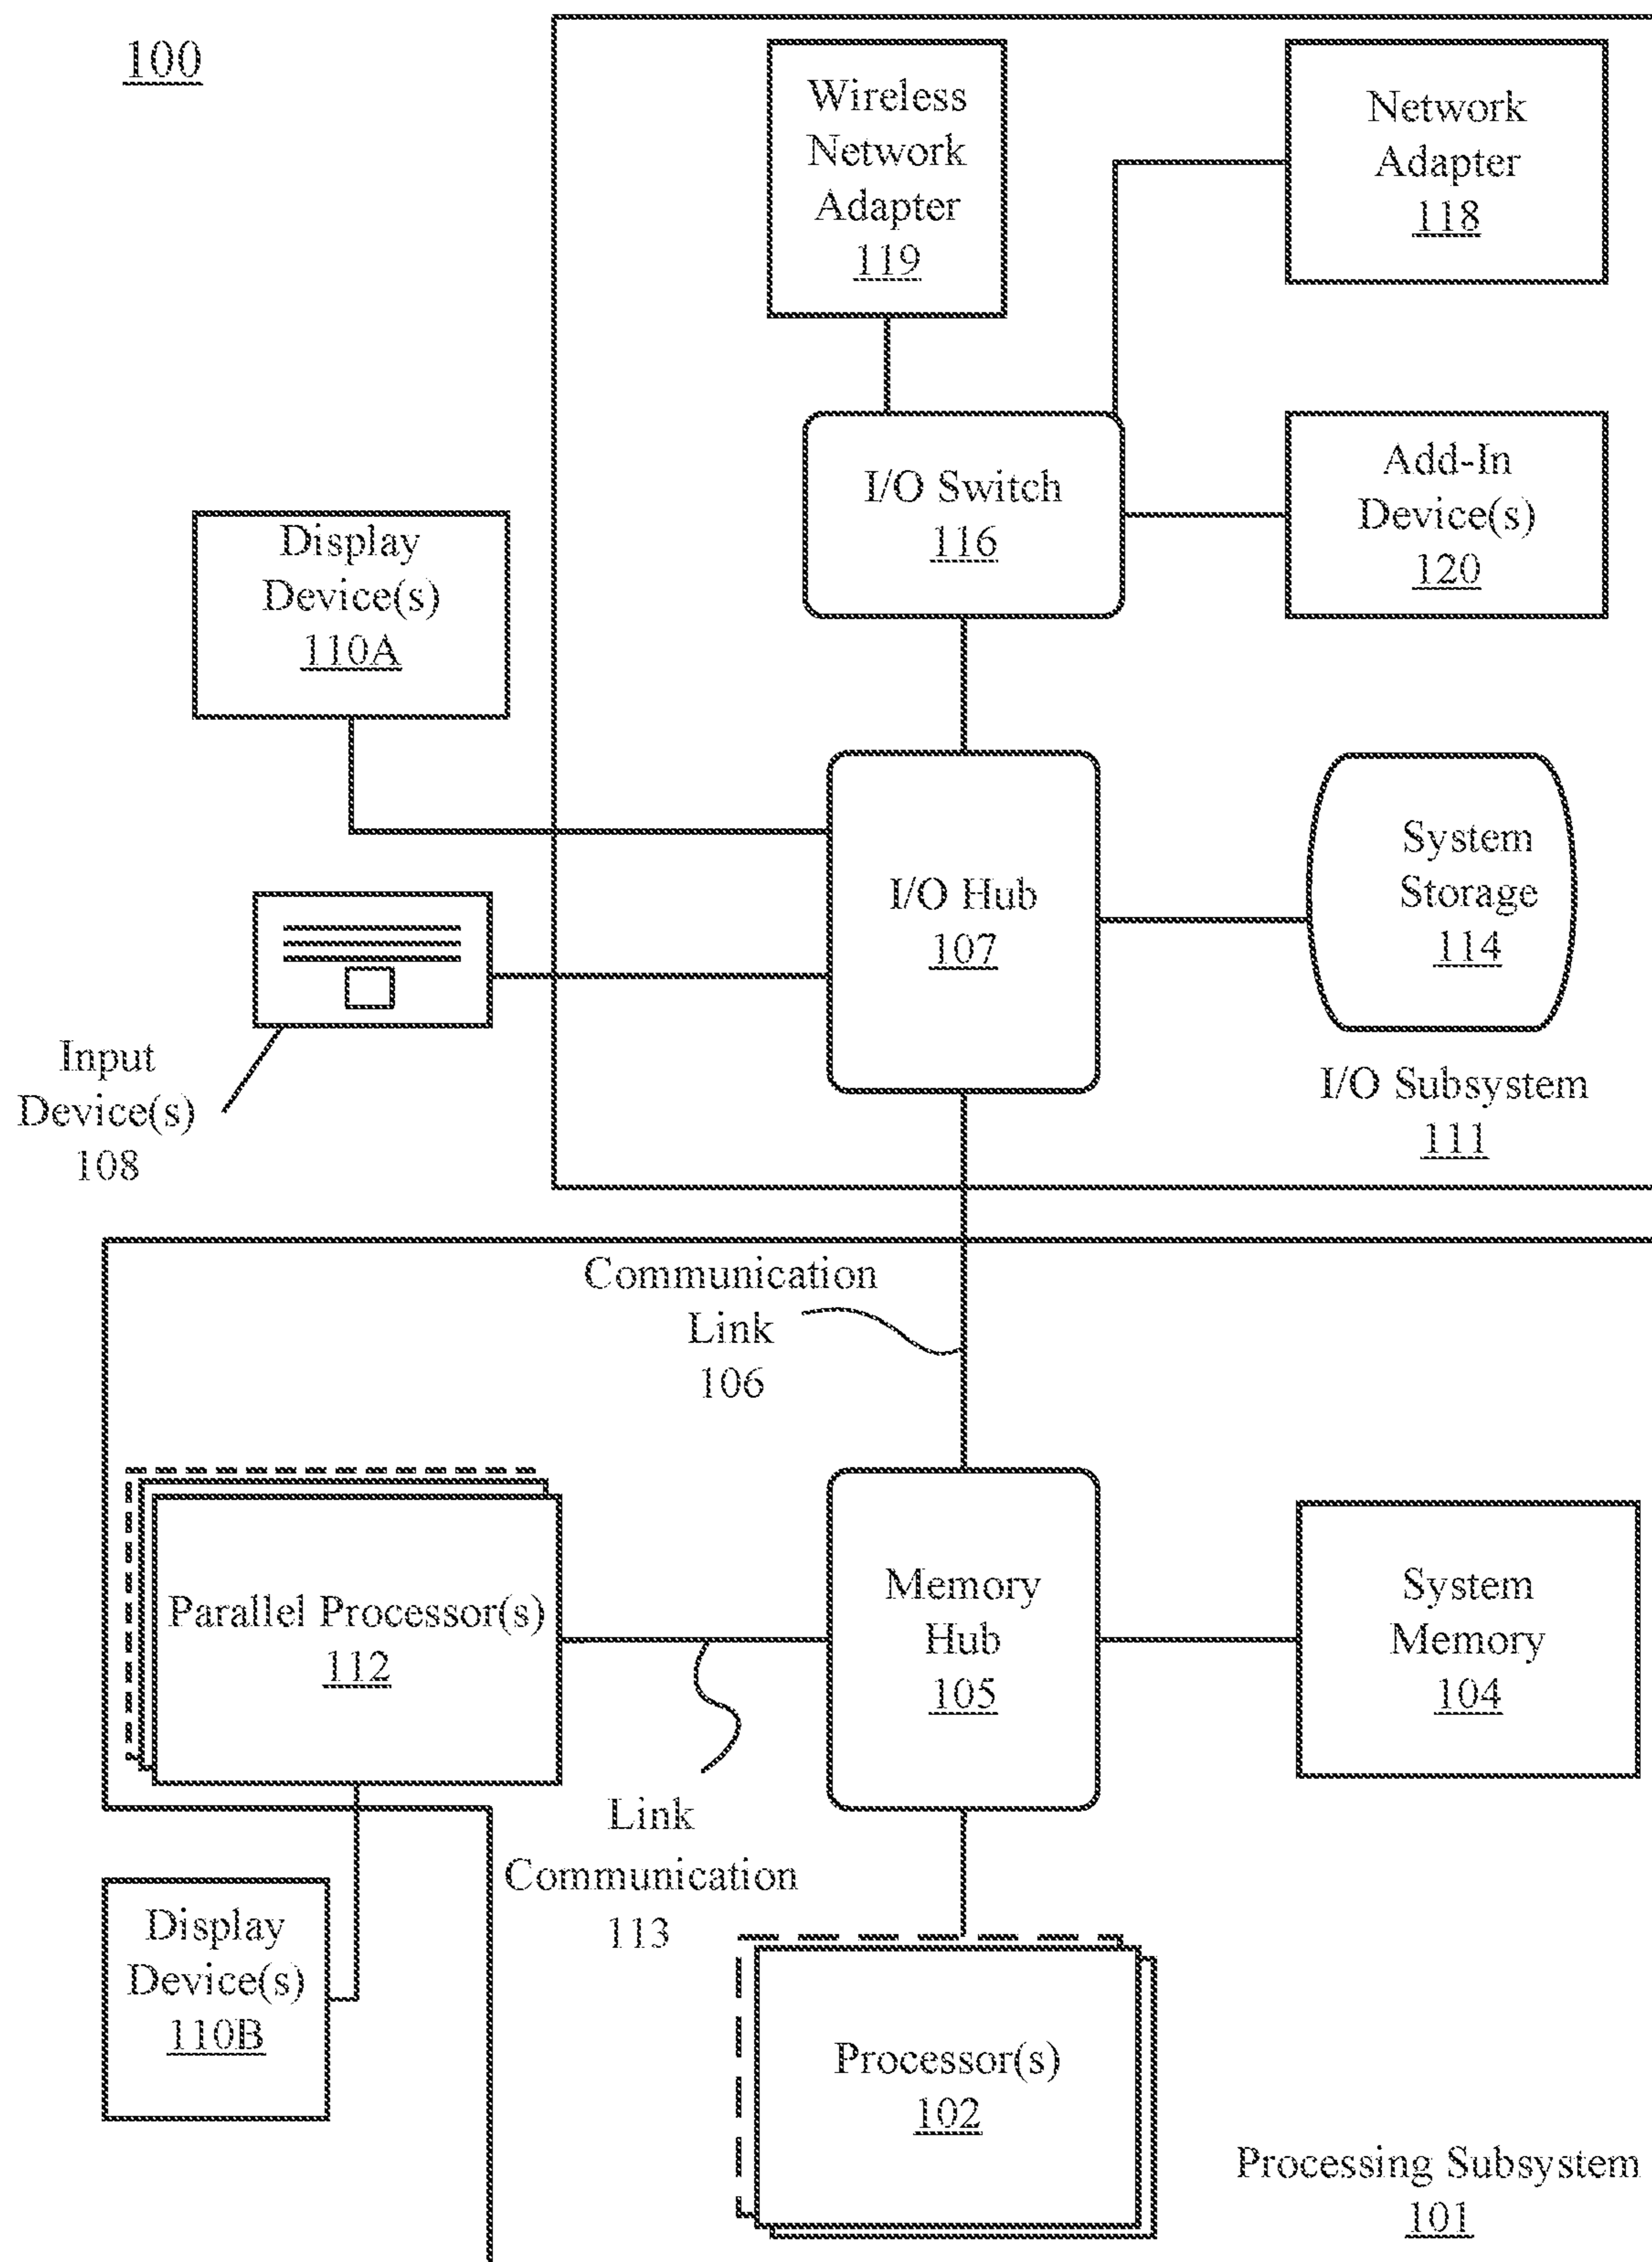 100
Wireless
Network
Adapter
119
Network
Adapter
118
I/O Switch
116
Add-In
Device(s)
120
Display
Device(s)
110A
I/O Hub
107
System
Storage
114
Input
Device(s)
108
I/O Subsystem
111
Communication
Link
106
Parallel Processor(s)
112
Memory
Hub
105
System
Memory
104
Link
Communication
113
Display
Device(s)
110B
Processor(s)
102
Processing Subsystem
101